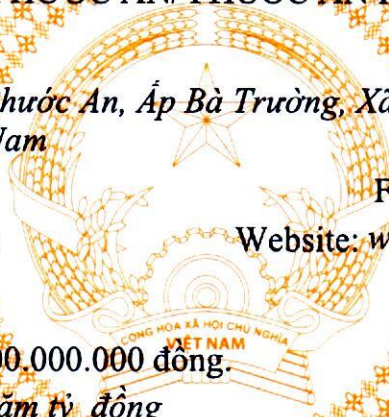 hước An, Ấp Bà Trường, Xã
Nam
F
Website: w
CỘNG HÒA XÃ HỘI CHỦ NGHĨA
VIỆT NAM
00.000.000 đồng.
ăm tỷ đồng